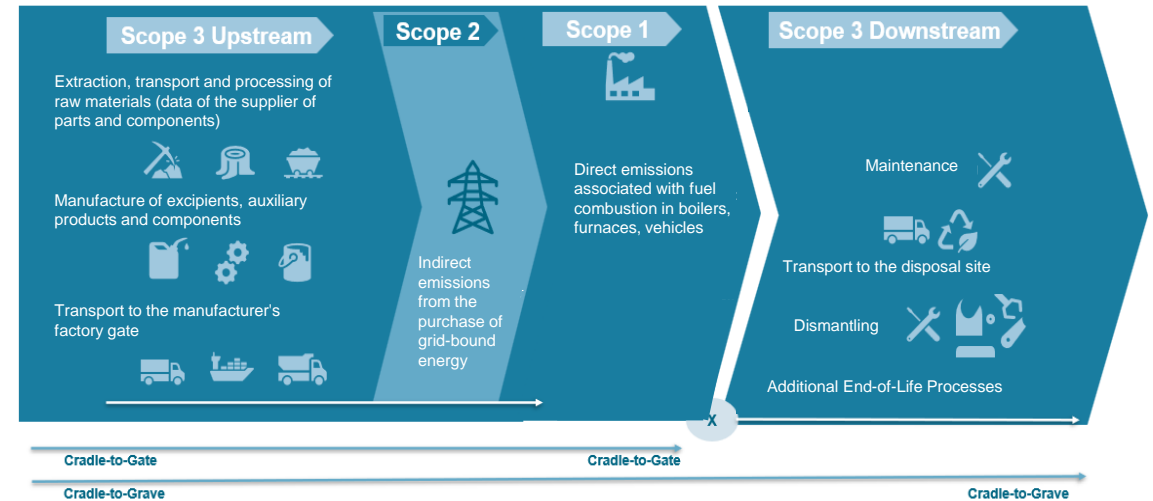 Scope 3 Upstream
Extraction, transport and processing of
raw materials (data of the supplier of
parts and components)
Manufacture of excipients, auxiliary
products and components
Transport to the manufacturer's
factory gate
Scope 2
Indirect
emissions
from the
purchase of
grid-bound
energy
Scope 1
Direct emissions
associated with fuel
combustion in boilers,
furnaces, vehicles
Scope 3 Downstream
Maintenance
Transport to the disposal site
Dismantling
Additional End-of-Life Processes
X
Cradle-to-Gate
Cradle-to-Gate
Cradle-to-Grave
Cradle-to-Grave